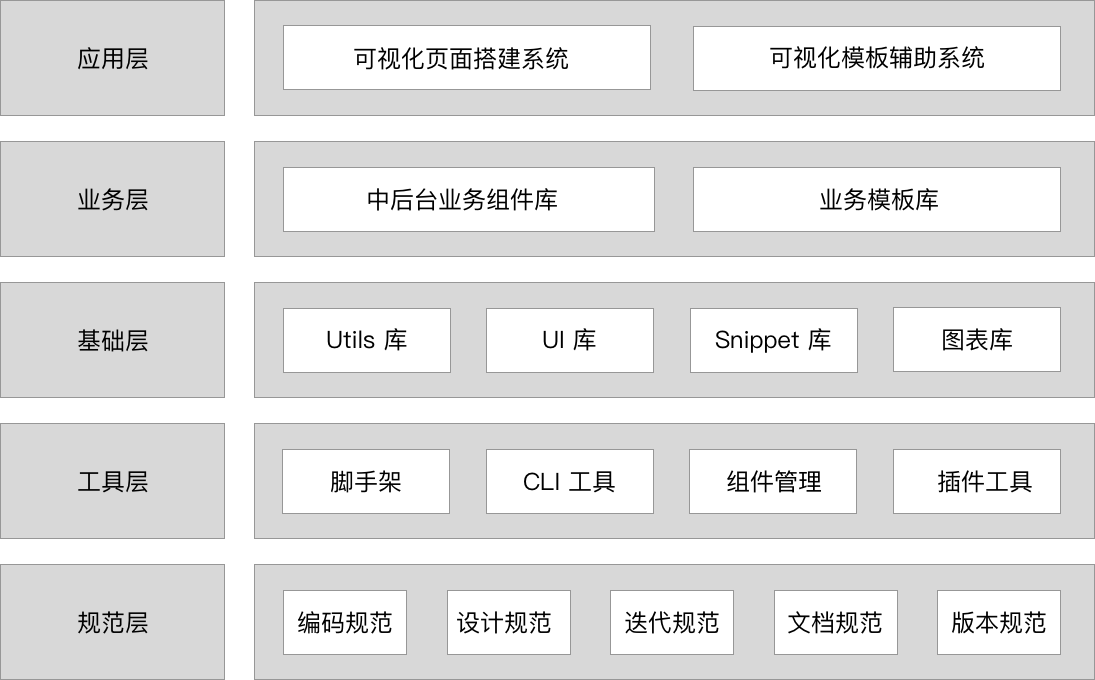 应用层
可视化页面搭建系统
可视化模板辅助系统
业务层
中后台业务组件库
业务模板库
基础层
Utils 库
UI 库
Snippet 库
图表库
工具层
脚手架
CLI 工具
组件管理
插件工具
规范层
编码规范
设计规范
迭代规范
文档规范
版本规范